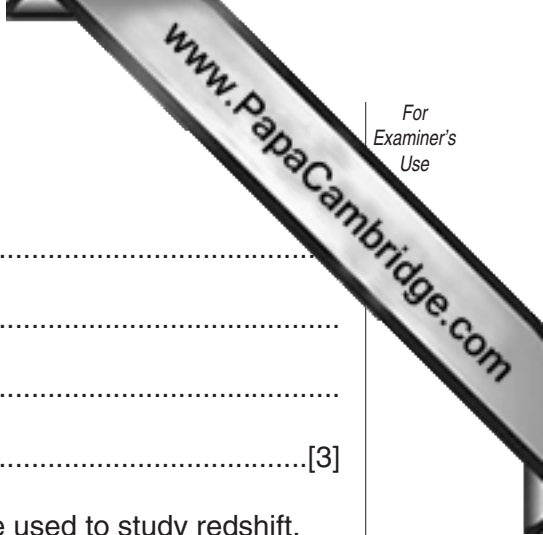 www.PapaCambridge.com
For
Examiner's
Use
..........................................
..........................................
..........................................
..........................................[3]
e used to study redshift.